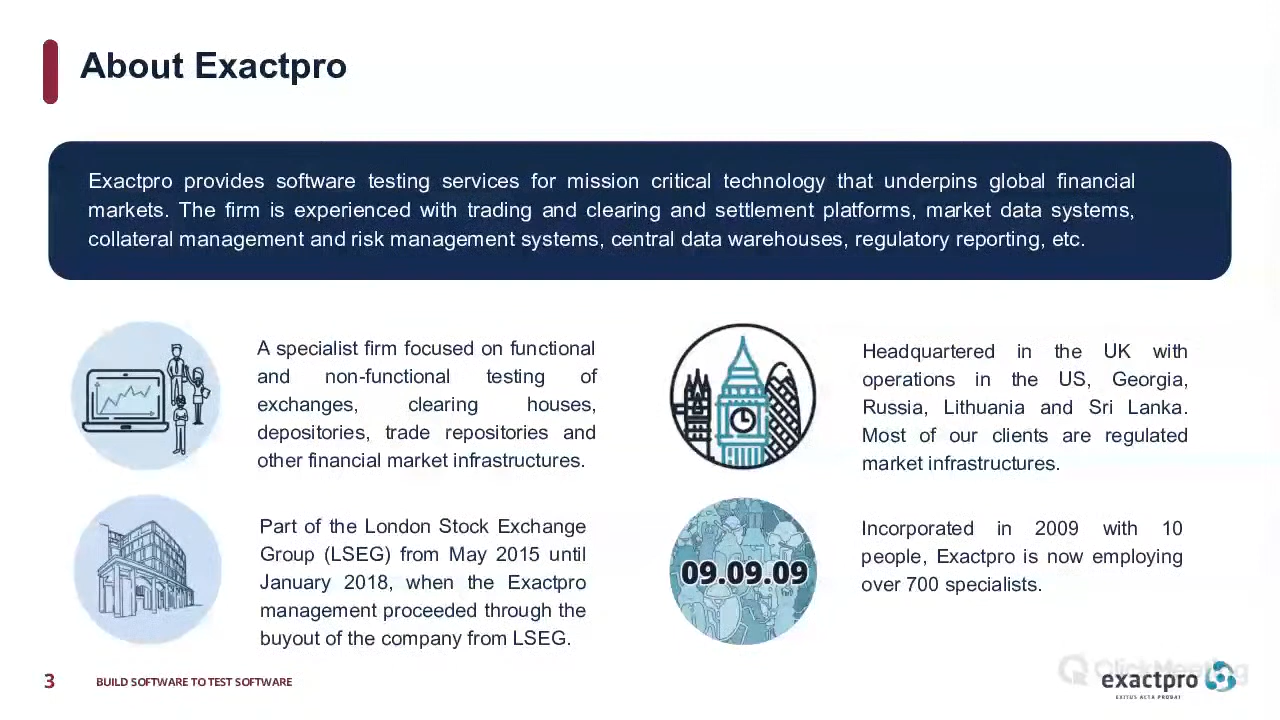 About Exactpro
Exactpro provides software testing services for mission critical technology that underpins global financial
markets. The firm is experienced with trading and clearing and settlement platforms, market data systems,
collateral management and risk management systems, central data warehouses, regulatory reporting, etc.
A specialist firm focused on functional
and non-functional testing of
exchanges, clearing houses,
depositories, trade repositories and
other financial market infrastructures.
Headquartered in the UK with
operations in the US, Georgia,
Russia, Lithuania and Sri Lanka.
Most of our clients are regulated
market infrastructures.
Part of the London Stock Exchange
Group (LSEG) from May 2015 until
January 2018, when the Exactpro
management proceeded through the
buyout of the company from LSEG.
09.09.09
Incorporated in 2009 with 10
people, Exactpro is now employing
over 700 specialists.
3
BUILD SOFTWARE TO TEST SOFTWARE
ClickMeeting
exactpro
EXITUS ACTA PROBAT